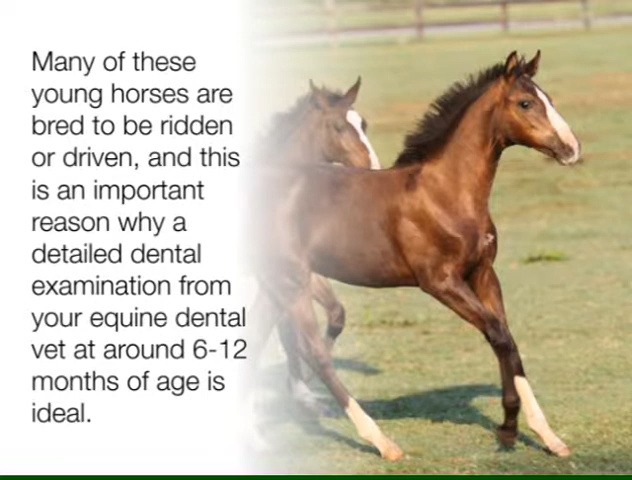 Many of these
young horses are
bred to be ridden
or driven, and this
is an important
reason why a
detailed dental
examination from
your equine dental
vet at around 6-12
months of age is
ideal.